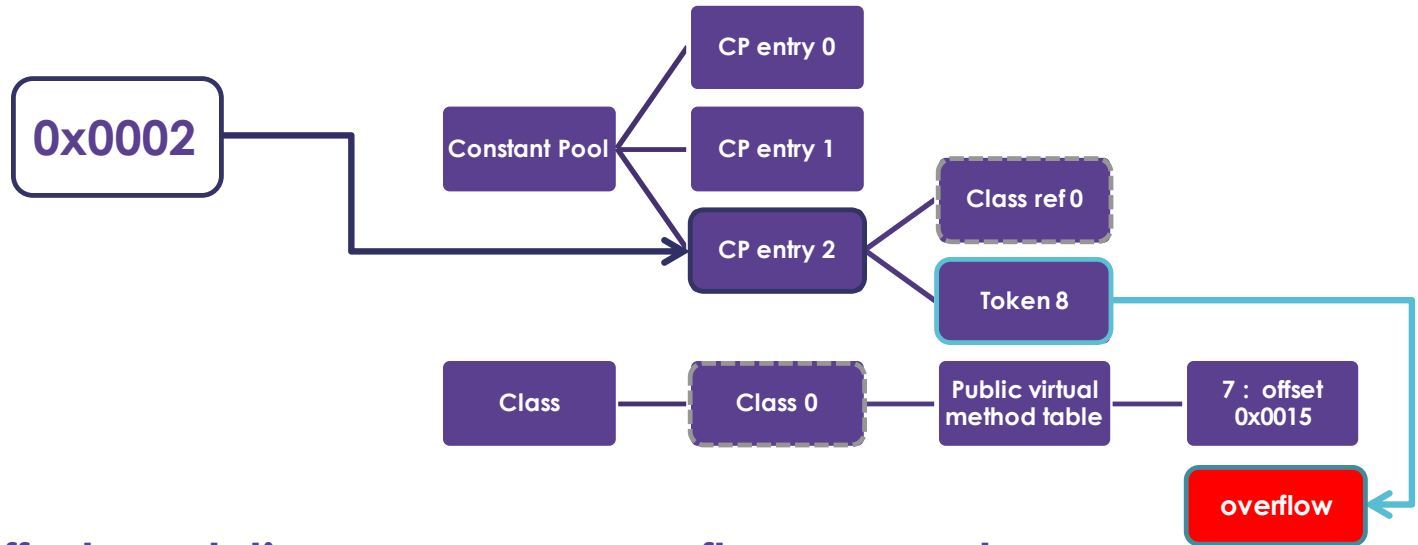 CP entry 0
0x0002
Constant Pool
CP entry 1
Class ref 0
CP entry 2
Token 8
Class
Class 0
Public virtual
method table
7 : offset
0x0015
overflow